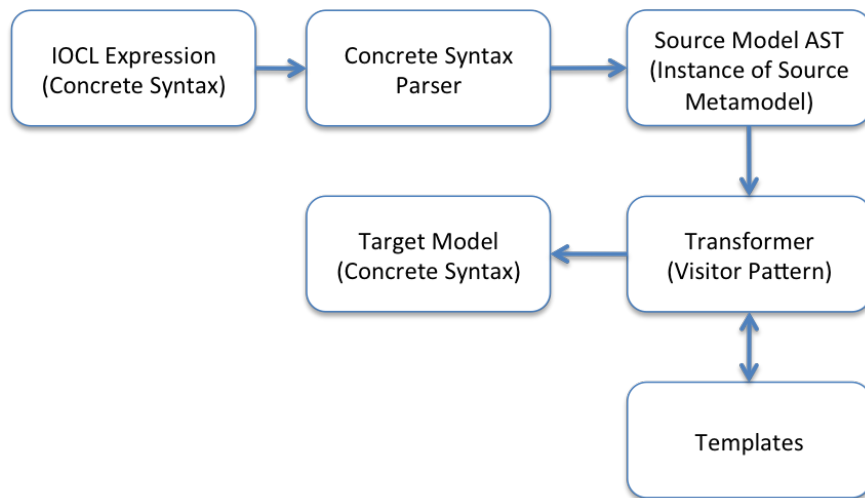 IOCL Expression
(Concrete Syntax)
Concrete Syntax
Parser
Source Model AST
(Instance of Source
Metamodel)
Target Model
(Concrete Syntax)
Transformer
(Visitor Pattern)
Templates